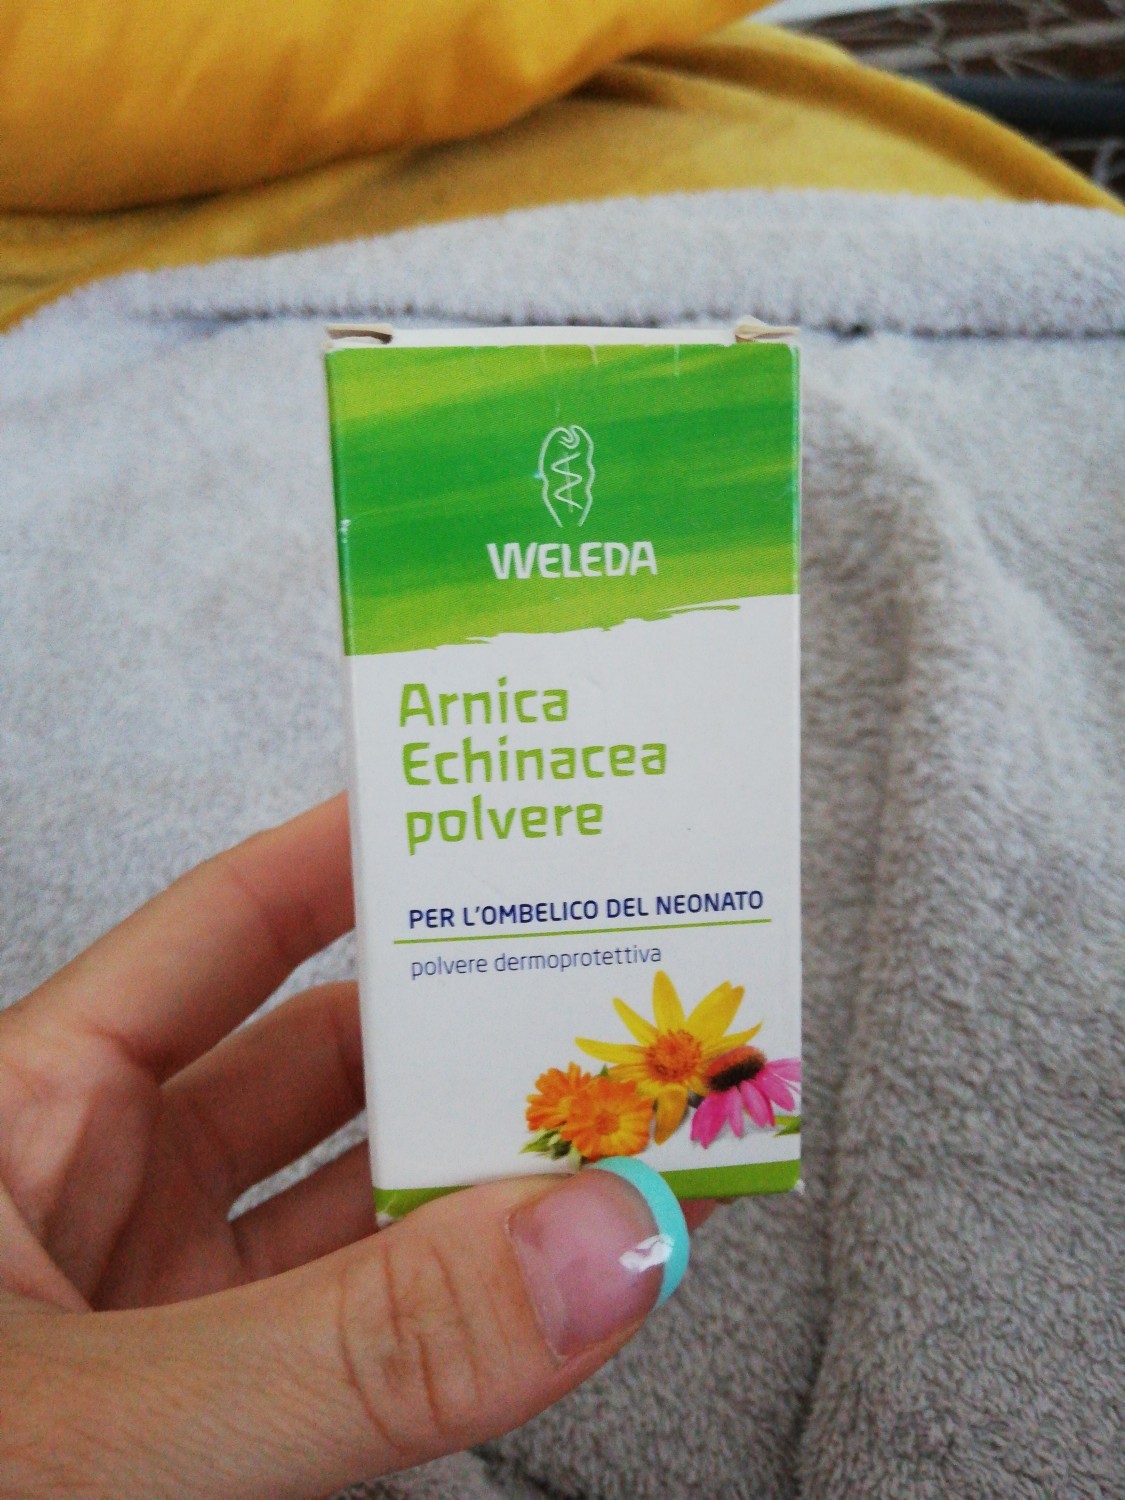 WELEDA
Arnica
Echinacea
polvere
PER L'OMBELICO DEL NEONATO
polvere dermoprotettiva